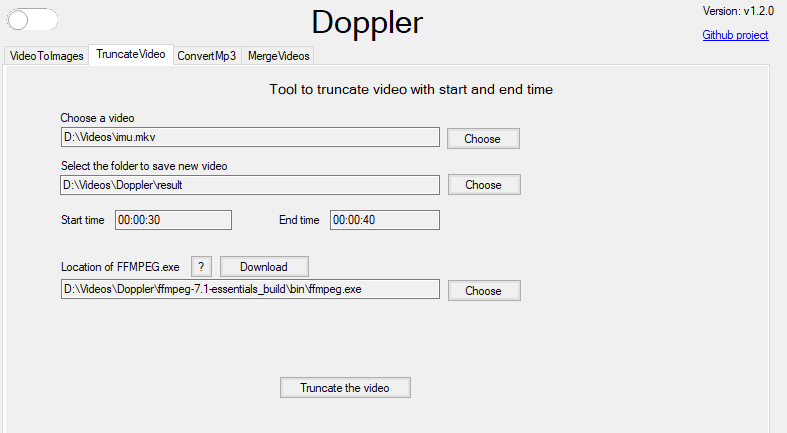 Doppler
Version: v1.2.0
Github project
VideoToImages TruncateVideo ConvertMp3 MergeVideos
Tool to truncate video with start and end time
Choose a video
D:\Videos\imu.mkv Choose
Select the folder to save new video
D:\Videos\Doppler\result Choose
Start time 00:00:30 End time 00:00:40
Location of FFMPEG.exe ? Download
D:\Videos\Doppler\ffmpeg-7.1-essentials_build\bin\ffmpeg.exe Choose
Truncate the video